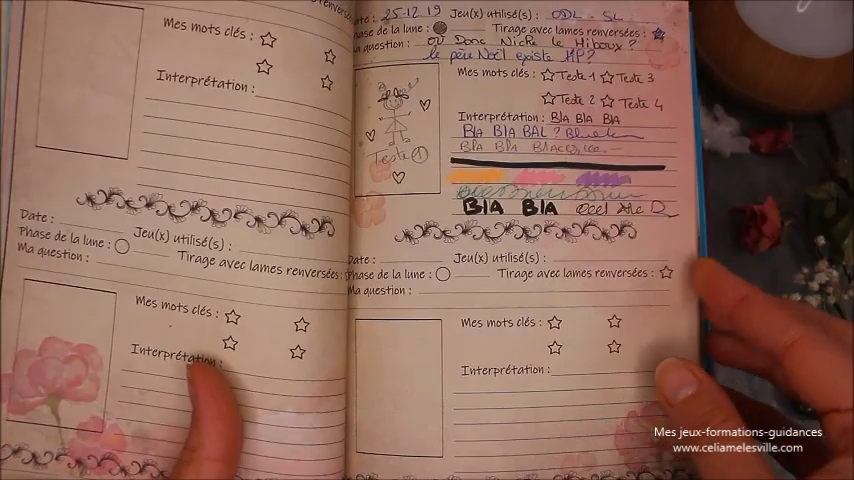 Mes mots clés :
Interprétation :
Date :
Jeu(x) utilisé(s) :
Phase de la lune :
Tirage avec lames renversées :
Ma question :
Mes mots clés :
Interprétation :
Date : 25-12-19 Jeu(x) utilisé(s) : ODL - SL
Phase de la lune : Tirage avec lames renversées :
Ma question : où Donc Niche le Hiboux ?
le père Noël existe
Mes mots clés : Teste 1 Teste 3
Teste 2 Teste 4
Interprétation : BlA BlA BlA
BlA BlA BAL ?
BlA BlA
Teste 1
BlA BlA
Date : Jeu(x) utilisé(s) :
Phase de la lune : Tirage avec lames renversées :
Ma question :
Mes mots clés :
Interprétation :
Mes jeux-formations-guidances
www.celiamelesville.com